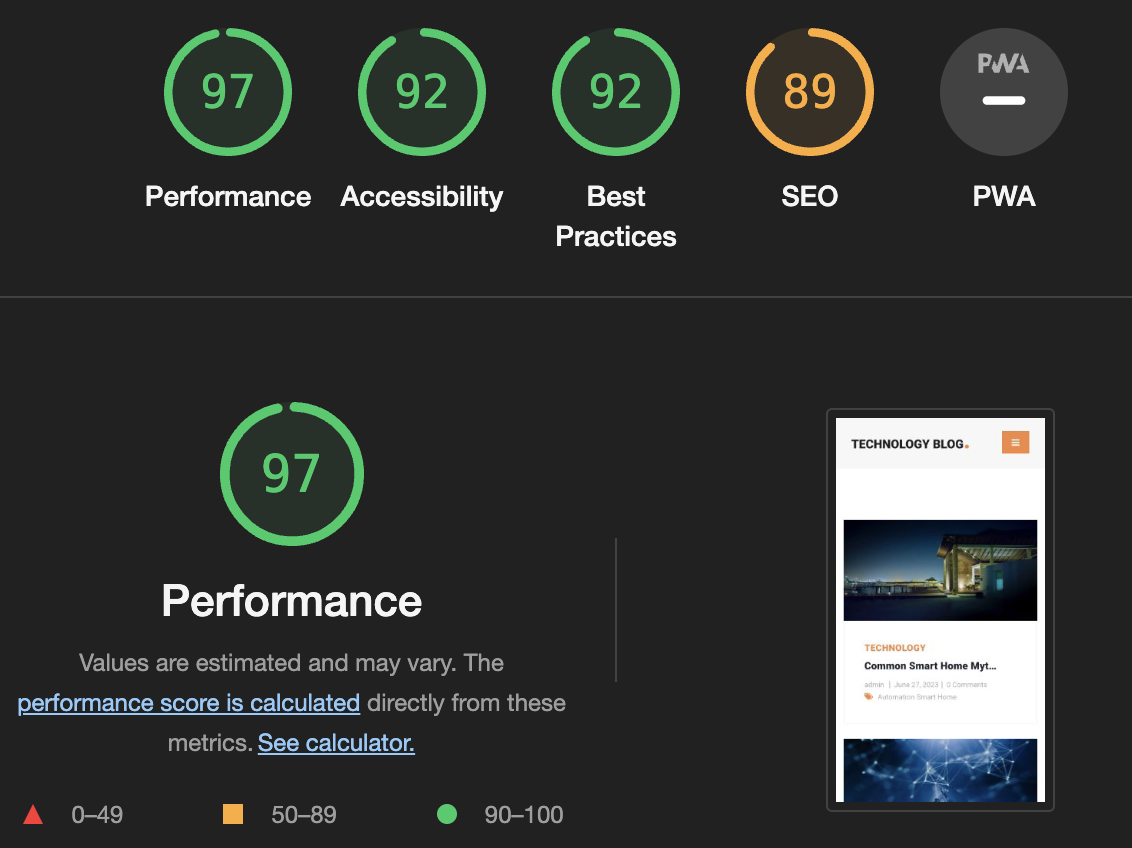 97 92 92 89 PWA
Performance Accessibility Best SEO PWA
Practices
97
Performance
Values are estimated and may vary. The
performance score is calculated directly from these
metrics. See calculator.
0–49 50–89 90–100
TECHNOLOGY BLOG.
TECHNOLOGY
Common Smart Home Myt...
admin | June 27, 2023 | 0 Comments
Automation Smart Home